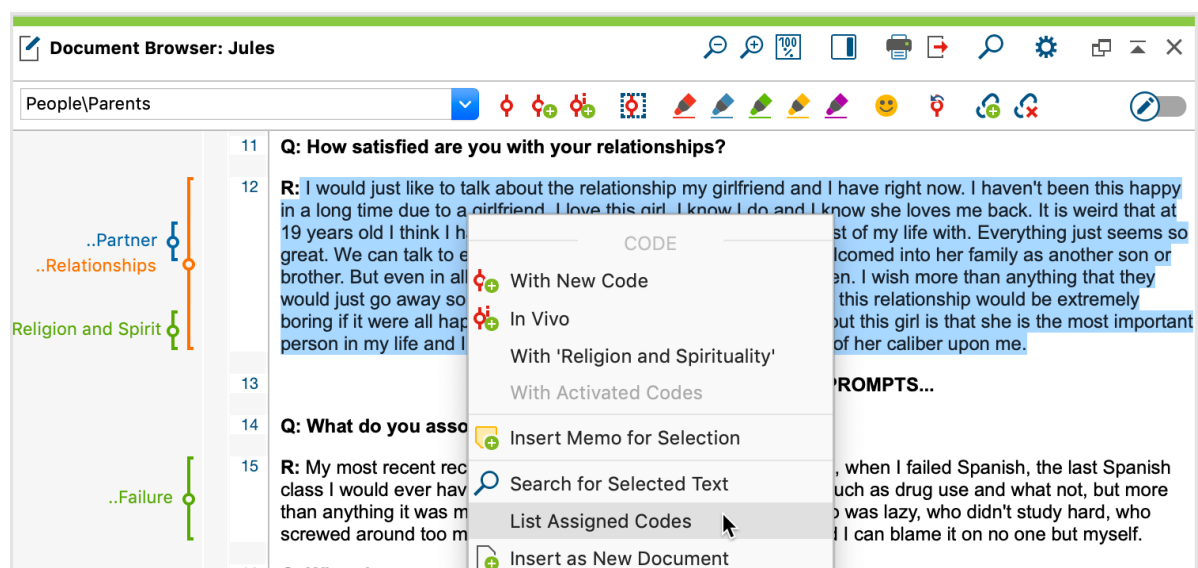 Document Browser: Jules
100
People\Parents
11 Q: How satisfied are you with your relationships?
12 R: I would just like to talk about the relationship my girlfriend and I have right now. I haven't been this happy
in a long time due to a girlfriend. I love this girl. I know I do and I know she loves me back. It is weird that at
19 years old I think I h st of my life with. Everything just seems so
..Partner great. We can talk to e lcomed into her family as another son or
..Relationships brother. But even in all en. I wish more than anything that they
would just go away so this relationship would be extremely
Religion and Spirit boring if it were all hap out this girl is that she is the most important
person in my life and I of her caliber upon me.
CODE
With New Code
In Vivo
With 'Religion and Spirituality'
With Activated Codes
Insert Memo for Selection
Search for Selected Text
List Assigned Codes
Insert as New Document
13 PROMPTS...
14 Q: What do you asso
15 R: My most recent rec , when I failed Spanish, the last Spanish
..Failure class I would ever hav uch as drug use and what not, but more
than anything it was m o was lazy, who didn't study hard, who
screwed around too m I can blame it on no one but myself.